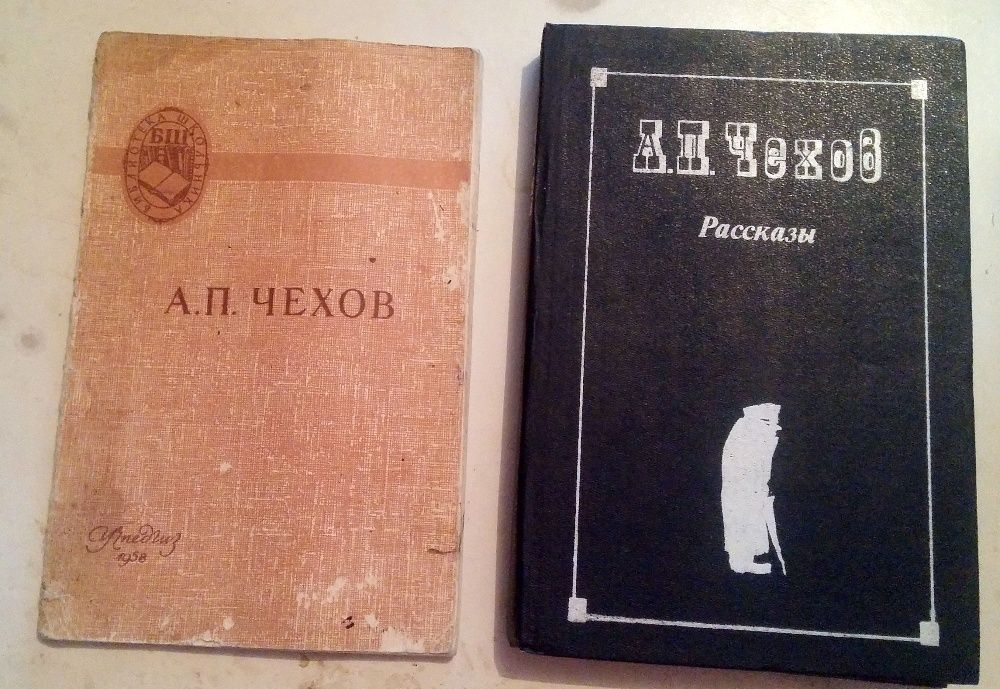 БИБЛИОТЕКА ШКОЛЬНИКА
БШ
А.П. ЧЕХОВ
Учпедгиз
1958
А.П. Чехов
Рассказы